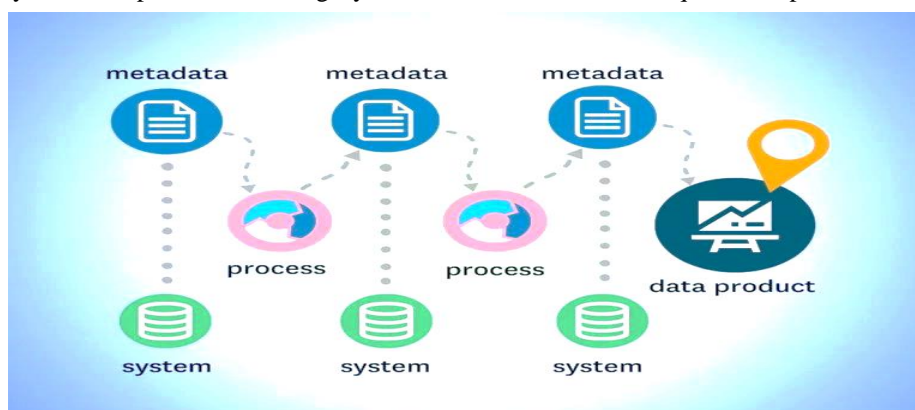 metadata metadata metadata
process process
data product
system system system